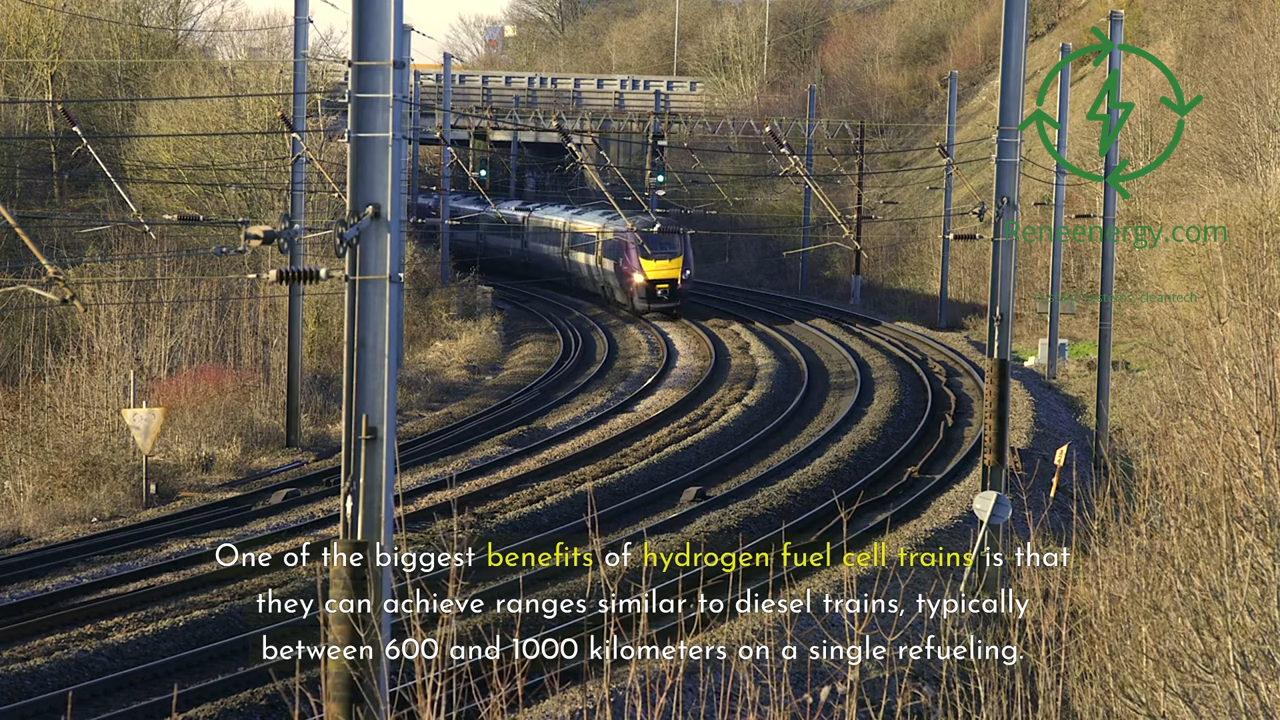 Reneenergy.com
One of the biggest benefits of hydrogen fuel cell trains is that
they can achieve ranges similar to diesel trains, typically
between 600 and 1000 kilometers on a single refueling.